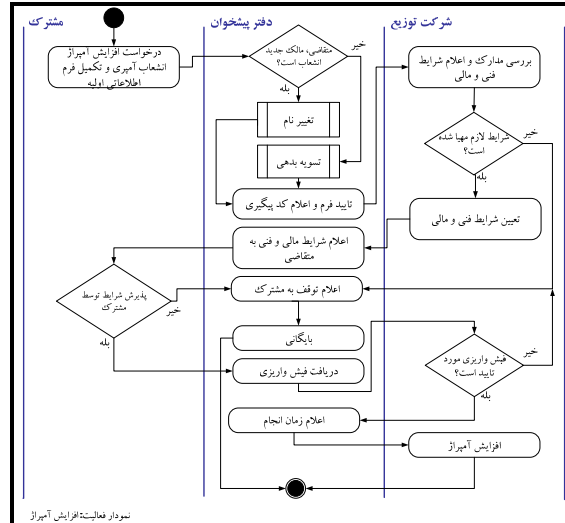 شرکت توزیع
دفتر پیشخوان
مشترک
درخواست افزایش آمپراژ
انشعاب آمپری و تکمیل فرم
اطلاعاتی اولیه
متقاضی، مالک جدید
انشعاب است؟
خیر
بله
تغییر نام
تسویه بدهی
تایید فرم و اعلام کد پیگیری
بررسی مدارک و اعلام شرایط
فنی و مالی
شرایط لازم مهیا شده
است؟
خیر
بله
تعیین شرایط فنی و مالی
اعلام شرایط مالی و فنی به
متقاضی
پذیرش شرایط توسط
مشترک
خیر
بله
اعلام توقف به مشترک
بایگانی
دریافت فیش واریزی
فیش واریزی مورد
تایید است؟
خیر
بله
اعلام زمان انجام
افزایش آمپراژ
نمودار فعالیت: افزایش آمپراژ